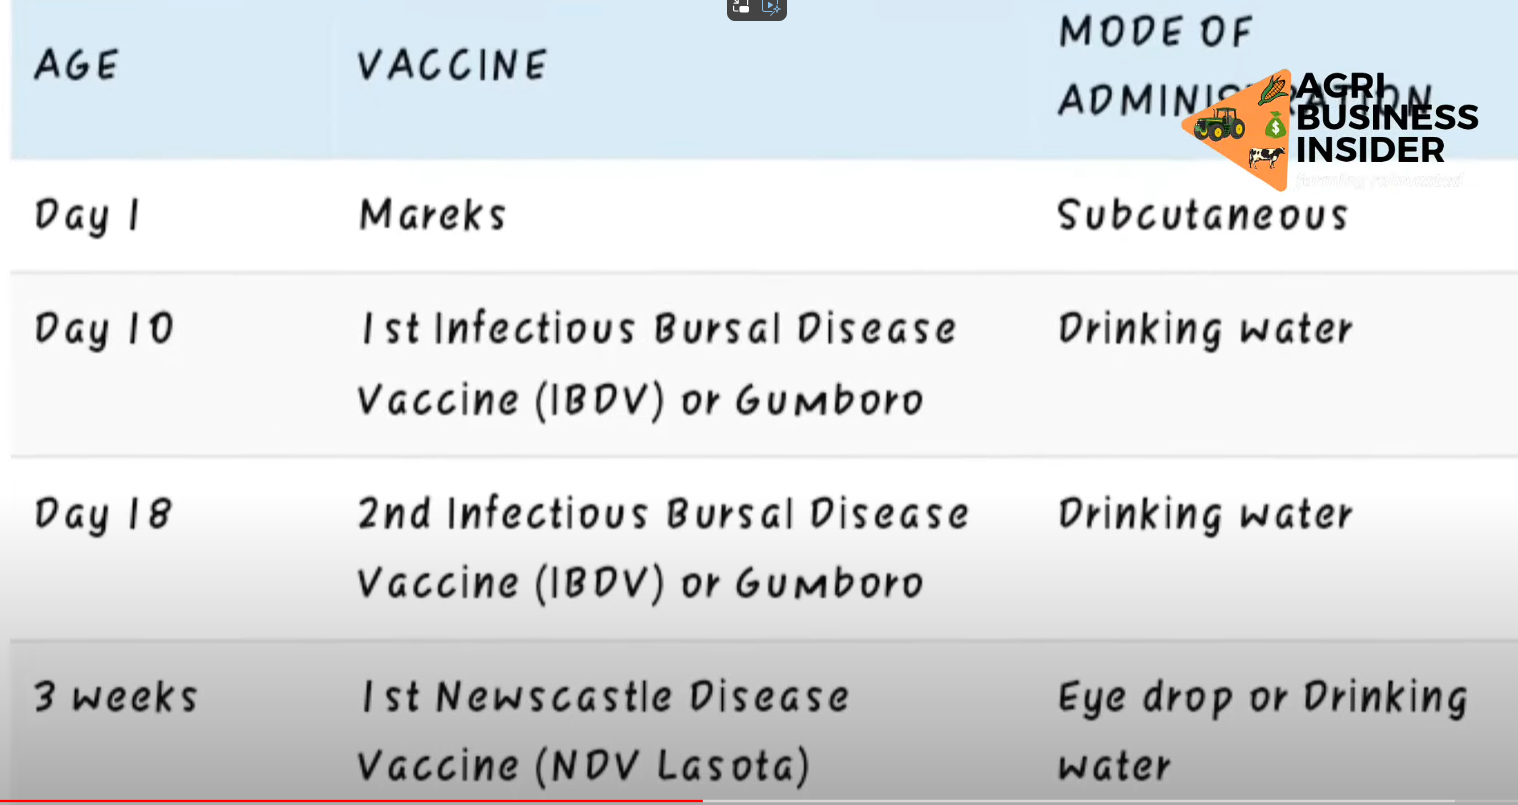 AGE
VACCINE
MODE OF
ADMINISTRATION
AGRI
BUSINESS
INSIDER
farming reinvented
Day 1
Mareks
Subcutaneous
Day 10
1st Infectious Bursal Disease
Vaccine (IBDV) or Gumboro
Drinking water
Day 18
2nd Infectious Bursal Disease
Vaccine (IBDV) or Gumboro
Drinking water
3 weeks
1st Newscastle Disease
Vaccine (NDV Lasota)
Eye drop or Drinking
water